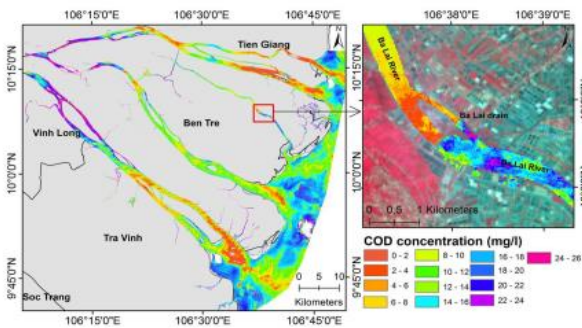 106°15'0"E 106°30'0"E 106°45'0"E
106°38'0"E 106°39'0"E
N
N
Tien Giang
Ba Lai River
10°15'0"N
10°15'0"N
Ba Lai drain
Vinh Long
Ben Tre
Ba Lai River
10°0'0"N
10°0'0"N
Tra Vinh
0 0.5 1 Kilometers
COD concentration (mg/l)
0 - 2 8 - 10 16 - 18 24 - 26
2 - 4 10 - 12 18 - 20
4 - 6 12 - 14 20 - 22
6 - 8 14 - 16 22 - 24
9°45'0"N
9°45'0"N
0 5 10
Kilometers
Soc Trang
106°15'0"E 106°30'0"E 106°45'0"E